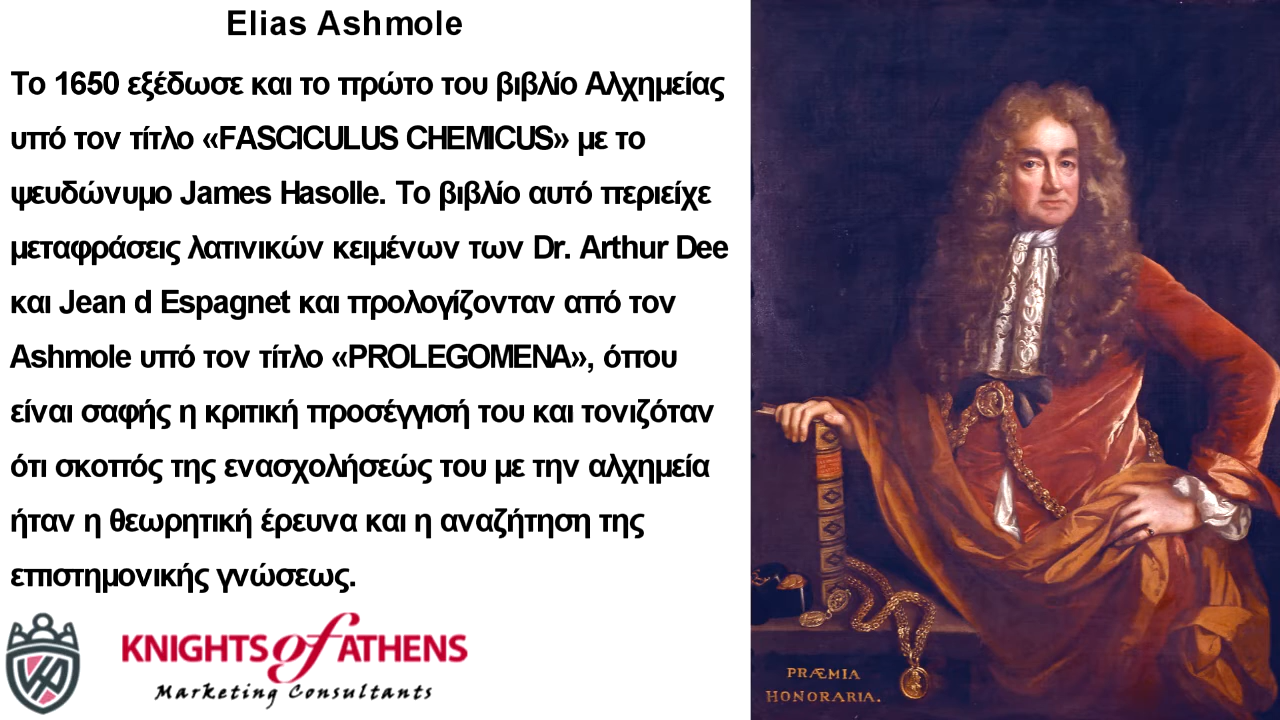 Elias Ashmole
Το 1650 εξέδωσε και το πρώτο του βιβλίο Αλχημείας
υπό τον τίτλο «FASCICULUS CHEMICUS» με το
ψευδώνυμο James Hasolle. Το βιβλίο αυτό περιείχε
μεταφράσεις λατινικών κειμένων των Dr. Arthur Dee
και Jean d Espagnet και προλογίζονταν από τον
Ashmole υπό τον τίτλο «PROLEGOMENA», όπου
είναι σαφής η κριτική προσέγγισή του και τονιζόταν
ότι σκοπός της ενασχολήσεώς του με την αλχημεία
ήταν η θεωρητική έρευνα και η αναζήτηση της
επιστημονικής γνώσεως.
KNIGHTS of ATHENS
Marketing Consultants
PRÆMIA
HONORARIA.